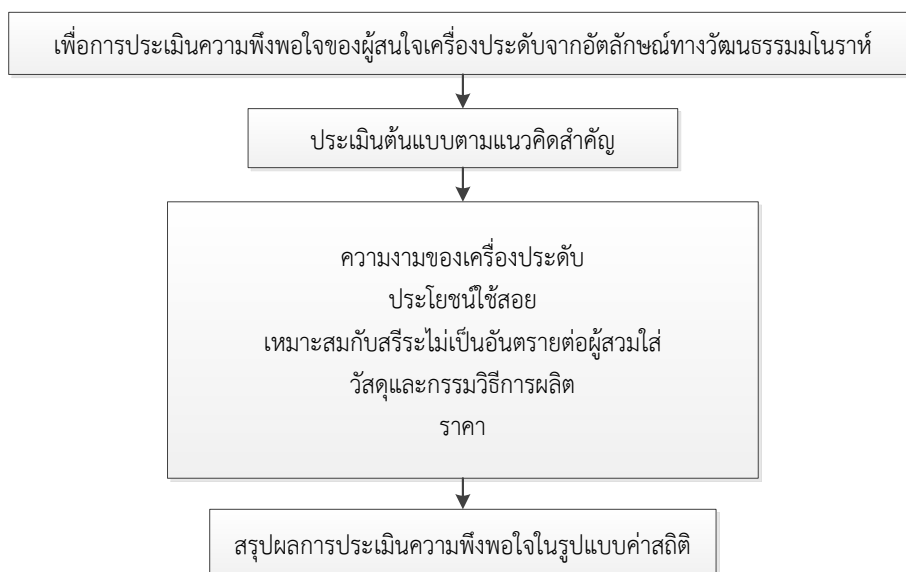 เพื่อการประเมินความพึงพอใจของผู้สนใจเครื่องประดับจากอัตลักษณ์ทางวัฒนธรรมมโนราห์
ประเมินต้นแบบตามแนวคิดสำคัญ
ความงามของเครื่องประดับ
ประโยชน์ใช้สอย
เหมาะสมกับสรีระไม่เป็นอันตรายต่อผู้สวมใส่
วัสดุและกรรมวิธีการผลิต
ราคา
สรุปผลการประเมินความพึงพอใจในรูปแบบค่าสถิติ